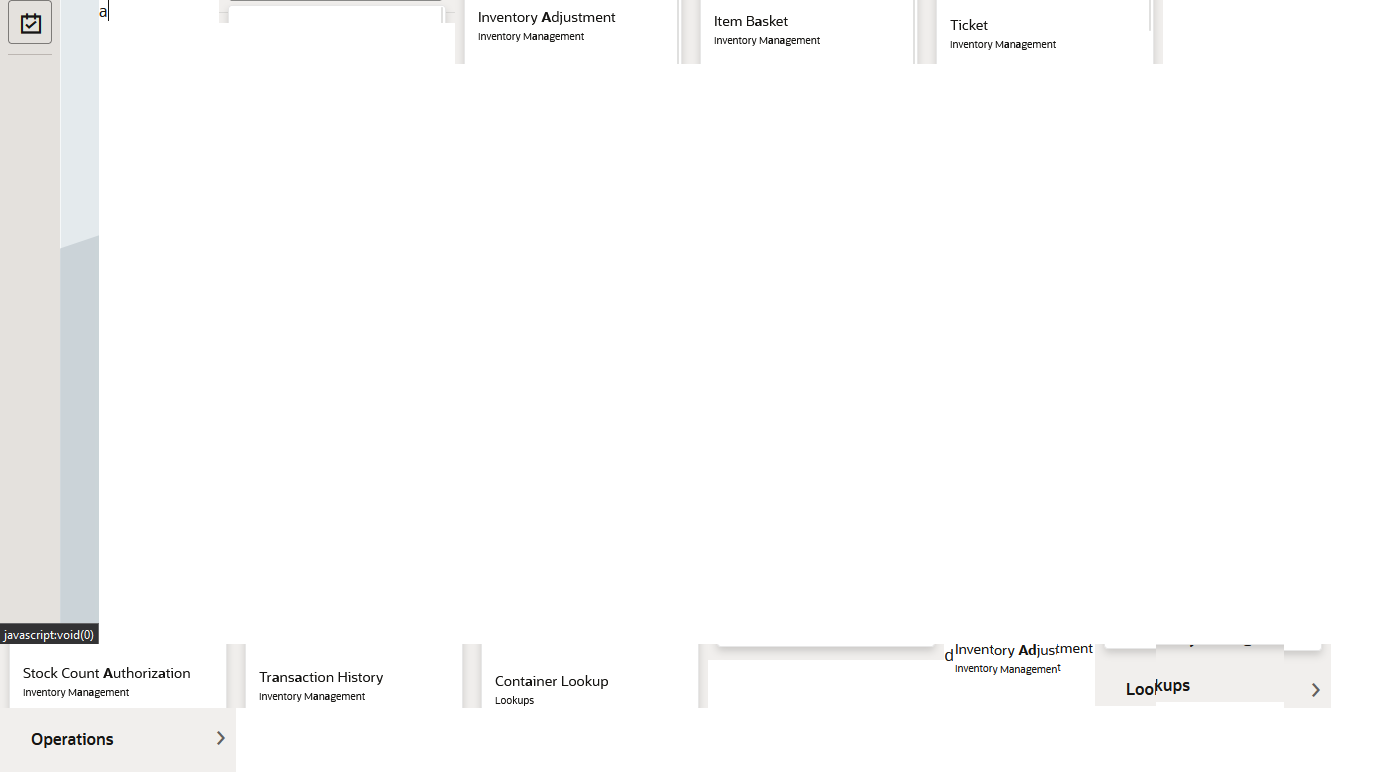 a
Inventory Adjustment
Inventory Management
Item Basket
Inventory Management
Ticket
Inventory Management
javascript:void(0)
Stock Count Authorization
Inventory Management
Transaction History
Inventory Management
Container Lookup
Lookups
d
Inventory Adjustment
Inventory Management
Lookups
Operations